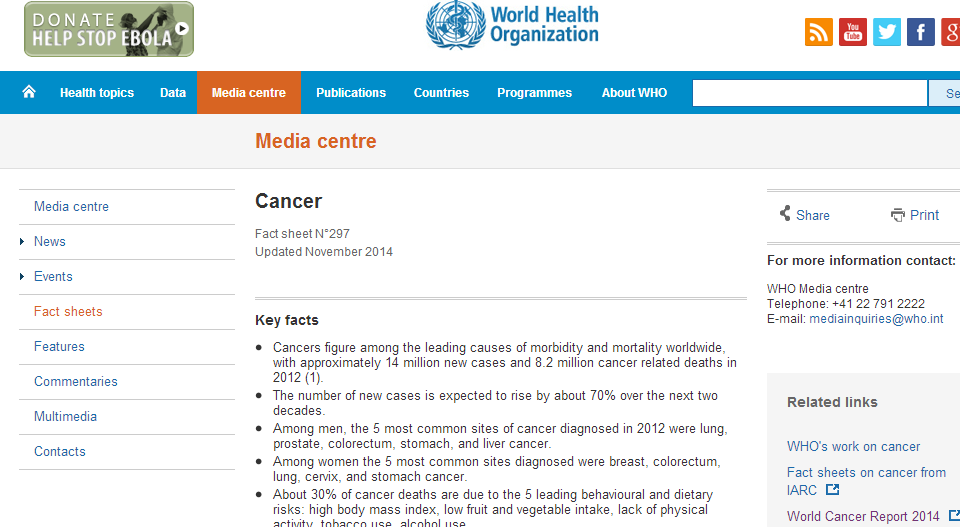 DONATE
HELP STOP EBOLA
World Health
Organization
You
Tube
Health topics
Data
Media centre
Publications
Countries
Programmes
About WHO
Se
Media centre
Media centre
News
Events
Fact sheets
Features
Commentaries
Multimedia
Contacts
Cancer
Fact sheet N°297
Updated November 2014
Key facts
Cancers figure among the leading causes of morbidity and mortality worldwide,
with approximately 14 million new cases and 8.2 million cancer related deaths in
2012 (1).
The number of new cases is expected to rise by about 70% over the next two
decades.
Among men, the 5 most common sites of cancer diagnosed in 2012 were lung,
prostate, colorectum, stomach, and liver cancer.
Among women the 5 most common sites diagnosed were breast, colorectum,
lung, cervix, and stomach cancer.
About 30% of cancer deaths are due to the 5 leading behavioural and dietary
risks: high body mass index, low fruit and vegetable intake, lack of physical
activity, tobacco use, alcohol use.
Share
Print
For more information contact:
WHO Media centre
Telephone: +41 22 791 2222
E-mail: mediainquiries@who.int
Related links
WHO's work on cancer
Fact sheets on cancer from
IARC
World Cancer Report 2014